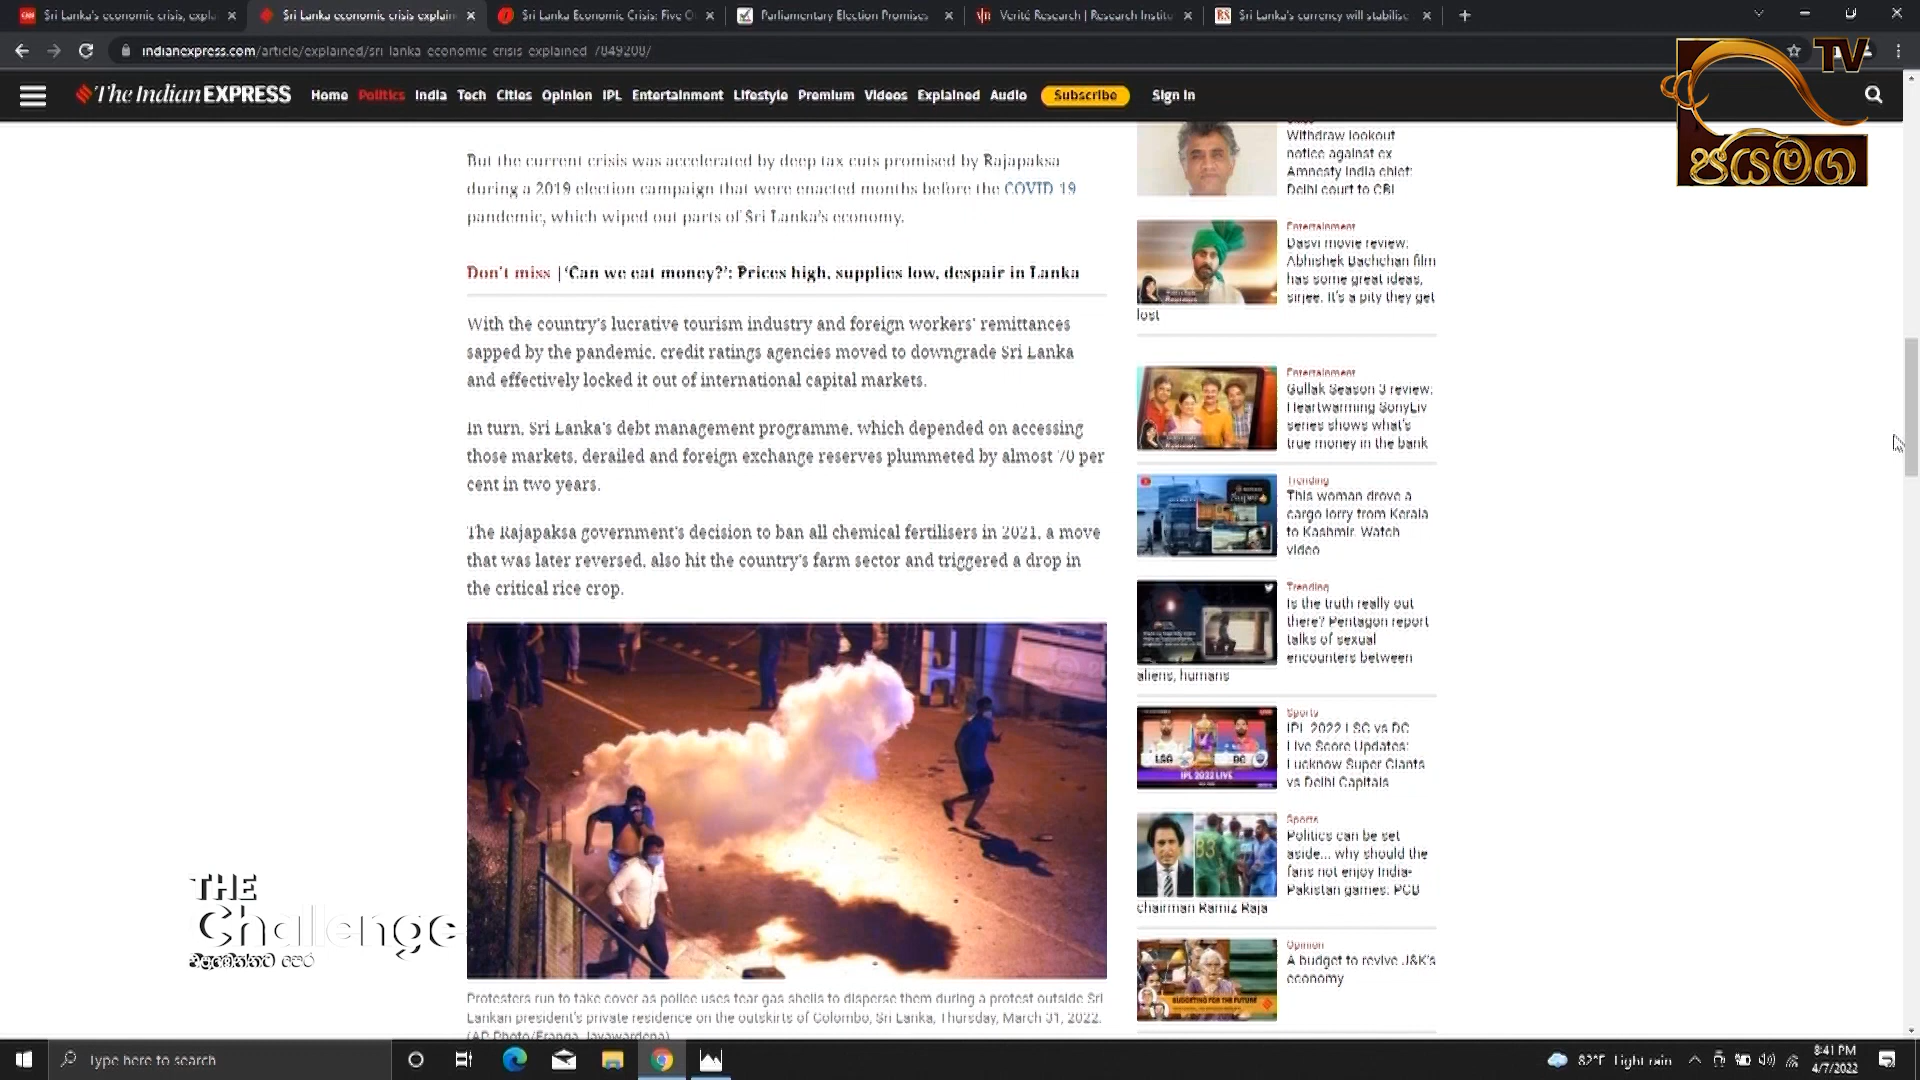 Sri Lanka's economic crisis, expla
Sri Lanka economic crisis explain
Sri Lanka Economic Crisis: Five O
Parliamentary Election Promises
Verité Research | Research Institu
Sri Lanka's currency will stabilise
indianexpress.com/article/explained/sri-lanka-economic-crisis-explained-7849208/
TV
ජයමග
The Indian EXPRESS
Home Politics India Tech Cities Opinion IPL Entertainment Lifestyle Premium Videos Explained Audio Subscribe Sign In
But the current crisis was accelerated by deep tax cuts promised by Rajapaksa
during a 2019 election campaign that were enacted months before the COVID-19
pandemic, which wiped out parts of Sri Lanka's economy.
Don't miss | 'Can we eat money?': Prices high, supplies low, despair in Lanka
With the country's lucrative tourism industry and foreign workers' remittances
sapped by the pandemic, credit ratings agencies moved to downgrade Sri Lanka
and effectively locked it out of international capital markets.
In turn, Sri Lanka's debt management programme, which depended on accessing
those markets, derailed and foreign exchange reserves plummeted by almost 70 per
cent in two years.
The Rajapaksa government's decision to ban all chemical fertilisers in 2021, a move
that was later reversed, also hit the country's farm sector and triggered a drop in
the critical rice crop.
Protesters run to take cover as police uses tear gas shells to disperse them during a protest outside Sri
Lankan president's private residence on the outskirts of Colombo, Sri Lanka, Thursday, March 31, 2022.
(AP Photo/Eranga Jayawardena)
Withdraw lookout
notice against ex
Amnesty India chief:
Delhi court to CBI
Entertainment
Dasvi movie review:
Abhishek Bachchan film
has some great ideas,
sirjee. It's a pity they get
lost
Entertainment
Gullak Season 3 review:
Heartwarming SonyLiv
series shows what's
true money in the bank
Trending
This woman drove a
cargo lorry from Kerala
to Kashmir. Watch
video
Trending
Is the truth really out
there? Pentagon report
talks of sexual
encounters between
aliens, humans
LSG
DC
IPL 2022 LIVE
Sports
IPL 2022 LSG vs DC
Live Score Updates:
Lucknow Super Giants
vs Delhi Capitals
Sports
Politics can be set
aside... why should the
fans not enjoy India-
Pakistan games: PCB
chairman Ramiz Raja
BUDGETING FOR THE FUTURE
Opinion
A budget to revive J&K's
economy
THE
Challenge
Type here to search
82°F Light rain
8:41 PM
4/7/2022